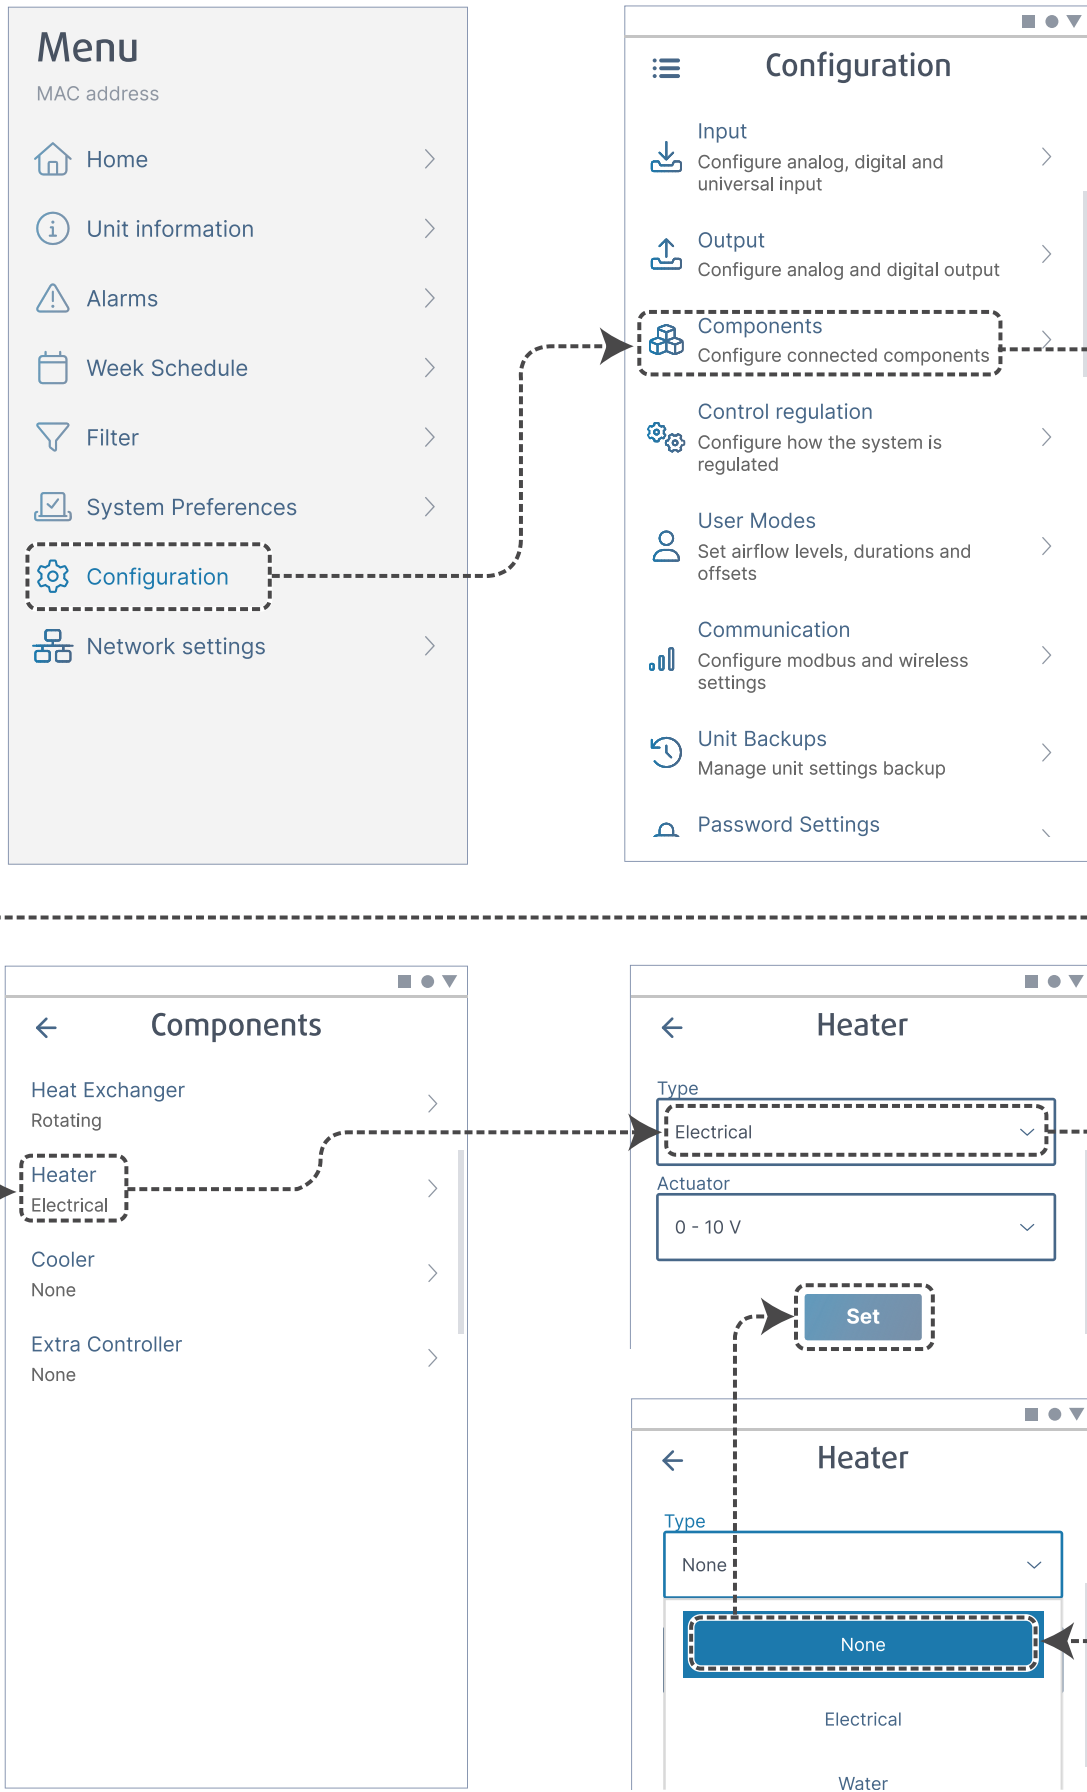 Menu
MAC address
Home
Unit information
Alarms
Week Schedule
Filter
System Preferences
Configuration
Network settings
Configuration
Input
Configure analog, digital and
universal input
Output
Configure analog and digital output
Components
Configure connected components
Control regulation
Configure how the system is
regulated
User Modes
Set airflow levels, durations and
offsets
Communication
Configure modbus and wireless
settings
Unit Backups
Manage unit settings backup
Password Settings
Components
Heat Exchanger
Rotating
Heater
Electrical
Cooler
None
Extra Controller
None
Heater
Type
Electrical
Actuator
0 - 10 V
Set
Heater
Type
None
None
Electrical
Water